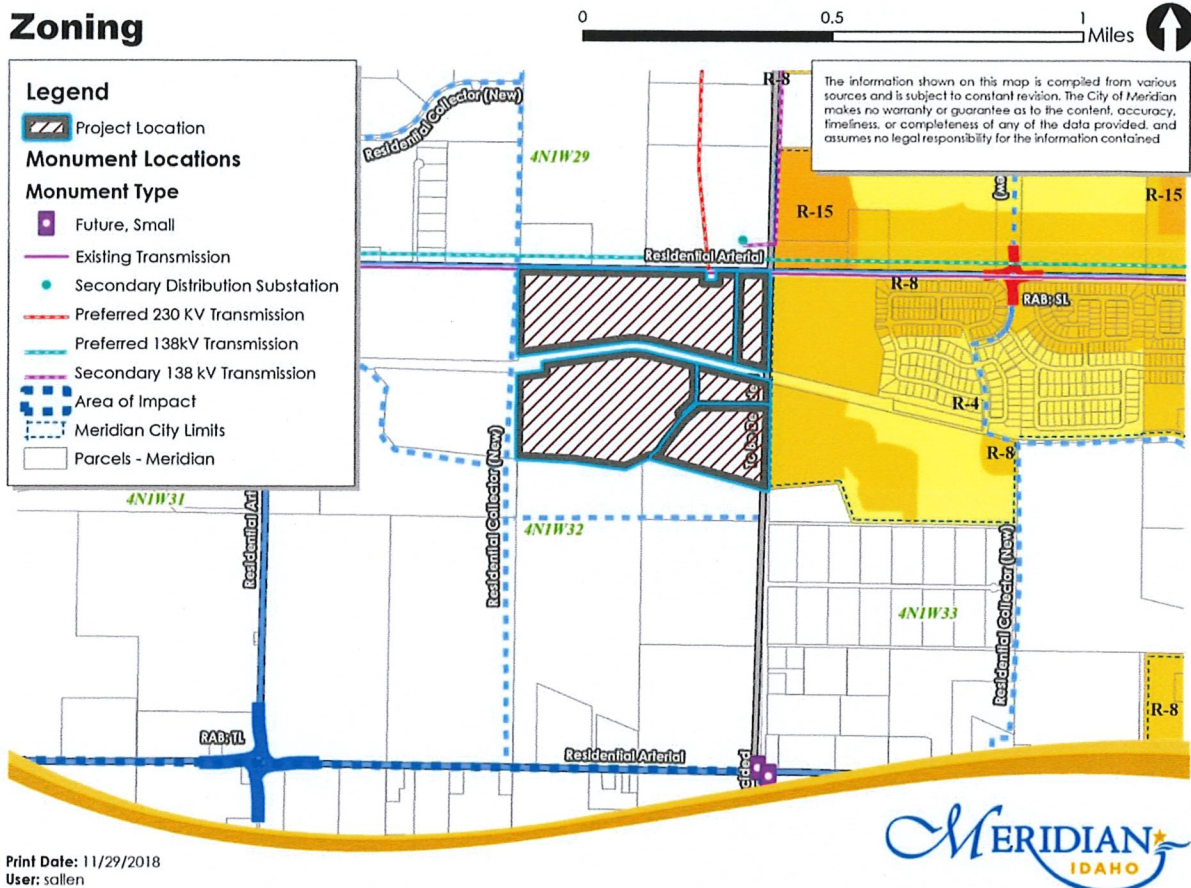 Zoning
0 0.5 1
Miles
Legend
Project Location
Monument Locations
Monument Type
Future, Small
Existing Transmission
Secondary Distribution Substation
Preferred 230 KV Transmission
Preferred 138kV Transmission
Secondary 138 kV Transmission
Area of Impact
Meridian City Limits
Parcels - Meridian
The information shown on this map is compiled from various
sources and is subject to constant revision. The City of Meridian
makes no warranty or guarantee as to the content, accuracy,
timeliness, or completeness of any of the data provided, and
assumes no legal responsibility for the information contained
R-8
Residential Collector (New)
4N1W29
R-15
R-15
Residential Arterial
R-8
RAB; SL
R-4
R-8
4N1W31
4N1W32
Residential Collector (New)
4N1W33
Residential Collector (New)
R-8
RAB; TL
Residential Arterial
MERIDIAN
IDAHO
Print Date: 11/29/2018
User: sallen